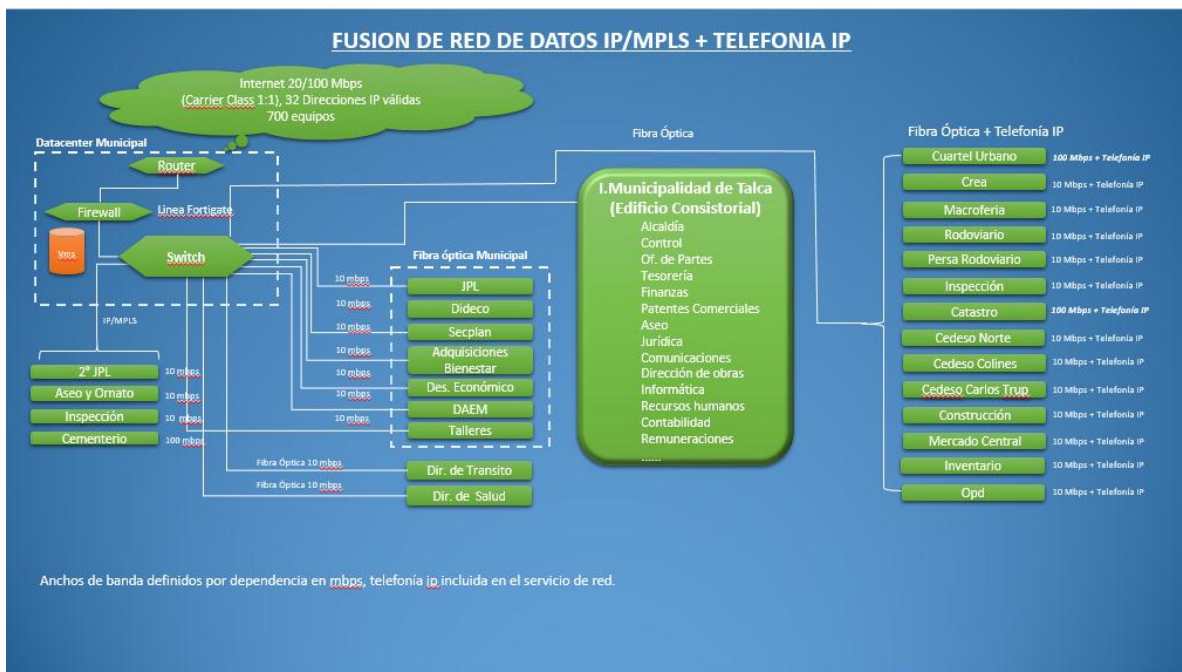 FUSION DE RED DE DATOS IP/MPLS + TELEFONIA IP
Internet 20/100 Mbps
(Carrier Class 1:1), 32 Direcciones IP válidas
700 equipos
Datacenter Municipal
Router
Firewall
Linea Fortigate
Vms
Switch
IP/MPLS
2ª JPL
10 mbps
Aseo y Ornato
10 mbps
Inspección
10 mbps
Cementerio
100 mbps
Fibra óptica Municipal
10 mbps
JPL
10 mbps
Dideco
10 mbps
Secplan
10 mbps
Adquisiciones
Bienestar
10 mbps
Des. Económico
10 mbps
DAEM
10 mbps
Talleres
Fibra Óptica 10 mbps
Dir. de Transito
Fibra Óptica 10 mbps
Dir. de Salud
Fibra Óptica
I.Municipalidad de Talca
(Edificio Consistorial)
Alcaldía
Control
Of. de Partes
Tesorería
Finanzas
Patentes Comerciales
Aseo
Jurídica
Comunicaciones
Dirección de obras
Informática
Recursos humanos
Contabilidad
Remuneraciones
......
Fibra Óptica + Telefonía IP
Cuartel Urbano
100 Mbps + Telefonía IP
Crea
10 Mbps + Telefonía IP
Macroferia
10 Mbps + Telefonía IP
Rodoviario
10 Mbps + Telefonía IP
Persa Rodoviario
10 Mbps + Telefonía IP
Inspección
10 Mbps + Telefonía IP
Catastro
100 Mbps + Telefonía IP
Cedeso Norte
10 Mbps + Telefonía IP
Cedeso Colines
10 Mbps + Telefonía IP
Cedeso Carlos Trup
10 Mbps + Telefonía IP
Construcción
10 Mbps + Telefonía IP
Mercado Central
10 Mbps + Telefonía IP
Inventario
10 Mbps + Telefonía IP
Opd
10 Mbps + Telefonía IP
Anchos de banda definidos por dependencia en mbps, telefonía ip incluida en el servicio de red.